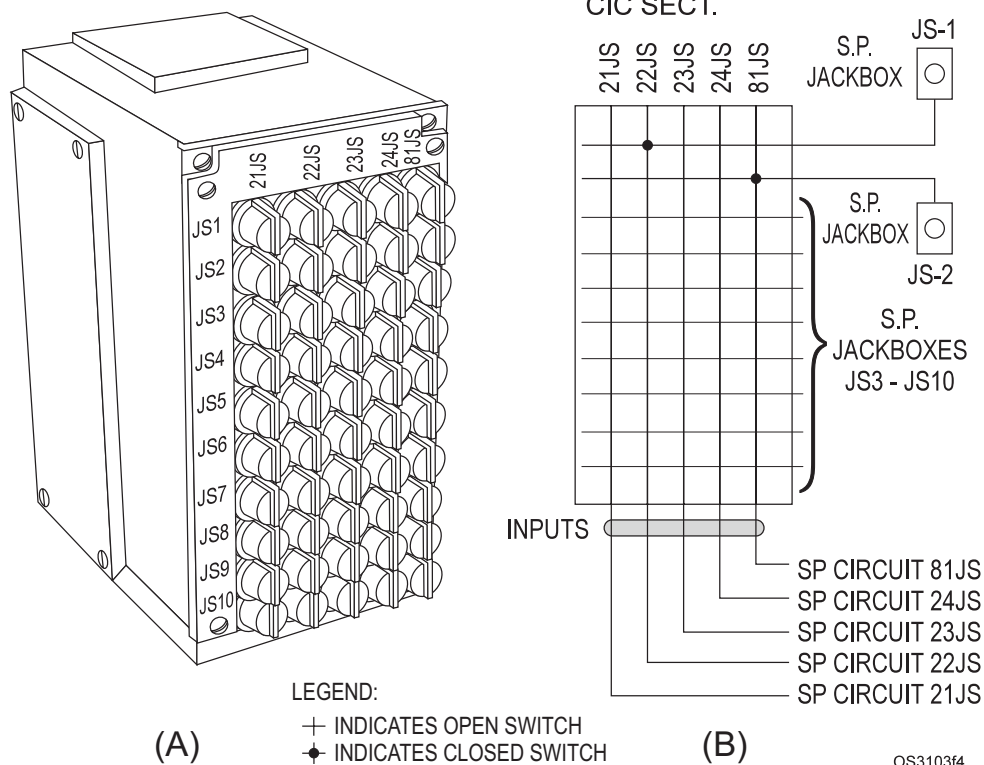 CIC SECT.
21JS
22JS
23JS
24JS
81JS
JS1
JS2
JS3
JS4
JS5
JS6
JS7
JS8
JS9
JS10
(A)
21JS
22JS
23JS
24JS
81JS
S.P.
JACKBOX
JS-1
S.P.
JACKBOX
JS-2
S.P.
JACKBOXES
JS3 - JS10
INPUTS
SP CIRCUIT 81JS
SP CIRCUIT 24JS
SP CIRCUIT 23JS
SP CIRCUIT 22JS
SP CIRCUIT 21JS
(B)
LEGEND:
INDICATES OPEN SWITCH
INDICATES CLOSED SWITCH
OS3103f4